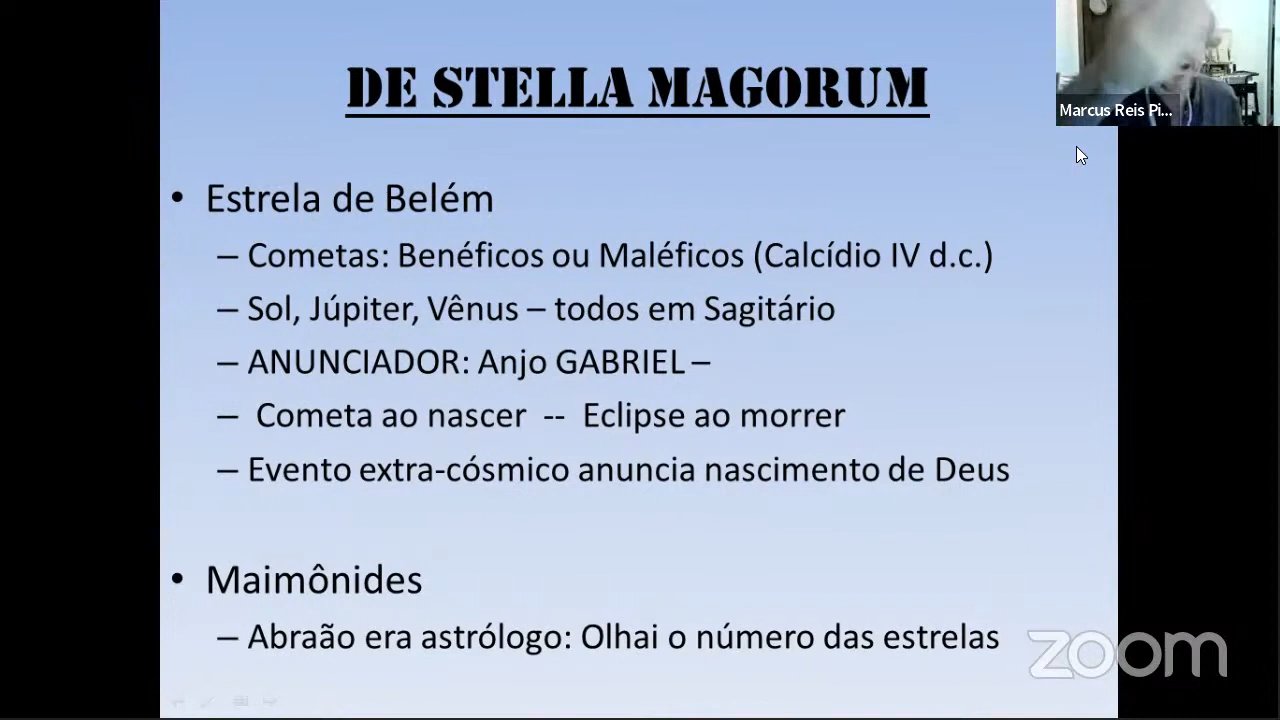 DE STELLA MAGORUM
Marcus Reis Pi...
• Estrela de Belém
– Cometas: Benéficos ou Maléficos (Calcídio IV d.c.)
– Sol, Júpiter, Vênus – todos em Sagitário
– ANUNCIADOR: Anjo GABRIEL –
– Cometa ao nascer -- Eclipse ao morrer
– Evento extra-cósmico anuncia nascimento de Deus
• Maimônides
– Abraão era astrólogo: Olhai o número das estrelas
zoom